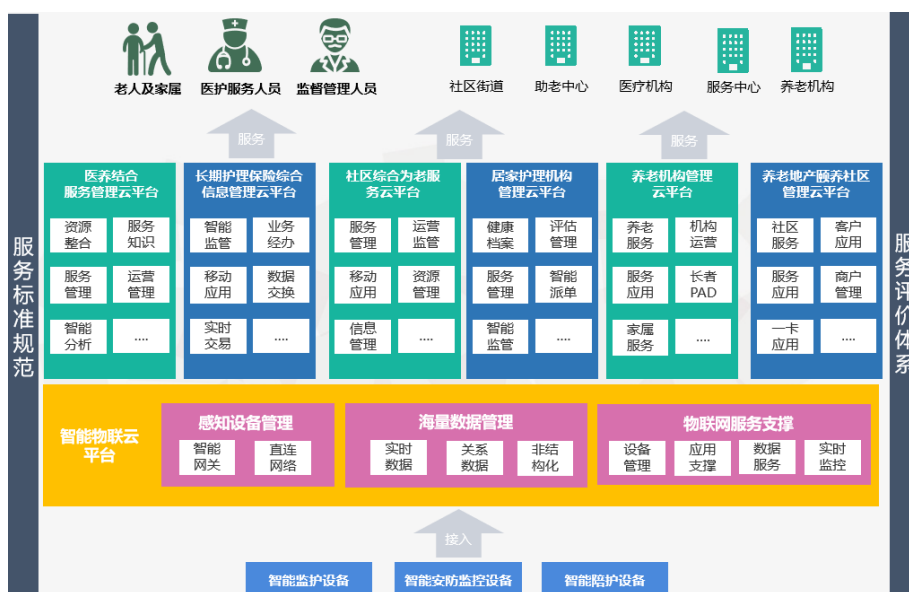 老人及家属
医护服务人员
监督管理人员
社区街道
助老中心
医疗机构
服务中心
养老机构
服务
服务
服务
服务标准规范
服务评价体系
医养结合
服务管理云平台
资源
整合
服务
知识
服务
管理
运营
管理
智能
分析
....
长期护理保险综合
信息管理云平台
智能
监管
业务
经办
移动
应用
数据
交换
实时
交易
....
社区综合为老服
务云平台
服务
管理
运营
监管
移动
应用
资源
管理
信息
管理
....
居家护理机构
管理云平台
健康
档案
评估
管理
服务
管理
智能
派单
智能
监管
....
养老机构管理
云平台
养老
服务
机构
运营
服务
应用
长者
PAD
家属
服务
....
养老地产颐养社区
管理云平台
社区
服务
客户
应用
服务
应用
商户
管理
一卡
应用
....
智能物联云
平台
感知设备管理
智能
网关
直连
网络
海量数据管理
实时
数据
关系
数据
非结
构化
物联网服务支撑
设备
管理
应用
支撑
数据
服务
实时
监控
接入
智能监护设备
智能安防监控设备
智能陪护设备